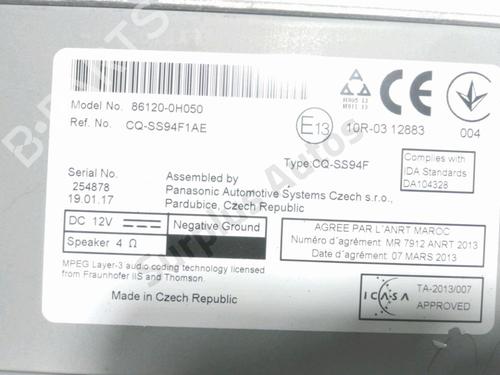 Model No. 86120-0H050
Ref. No. CQ-SS94F1AE
E13
10R-03 12883
004
Type:CQ-SS94F
Complies with
IDA Standards
DA104328
Serial No.
254878
19.01.17
Assembled by
Panasonic Automotive Systems Czech s.r.o.,
Pardubice, Czech Republic
DC 12V
Negative Ground
Speaker 4 Ω
AGREE PAR L'ANRT MAROC
Numéro d'agrément: MR 7912 ANRT 2013
Date d'agrément: 07 MARS 2013
MPEG Layer-3 audio coding technology licensed
from Fraunhofer IIS and Thomson.
Made in Czech Republic
ICASA
TA-2013/007
APPROVED
B-PARTS
Surplus Autos